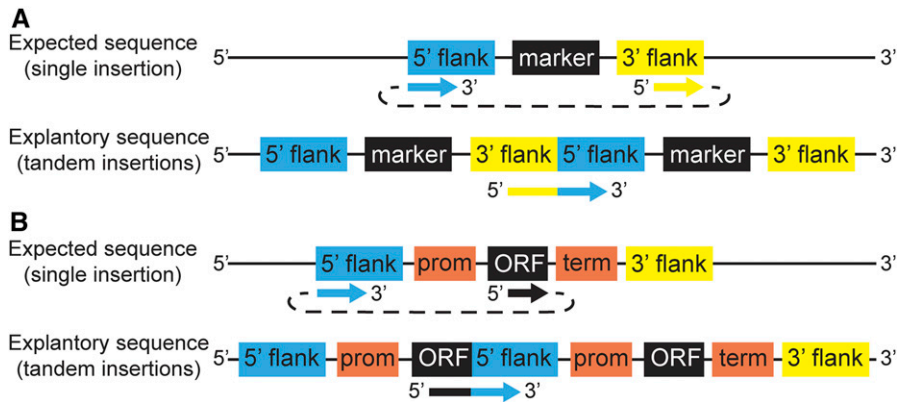 A
Expected sequence
(single insertion)
5’ 5’ flank marker 3’ flank 3’
3’ 5’
Explantory sequence
(tandem insertions)
5’ 5’ flank marker 3’ flank 5’ flank marker 3’ flank 3’
5’ 3’
B
Expected sequence
(single insertion)
5’ 5’ flank prom ORF term 3’ flank 3’
3’ 5’
Explantory sequence
(tandem insertions)
5’ 5’ flank prom ORF 5’ flank prom ORF term 3’ flank 3’
5’ 3’